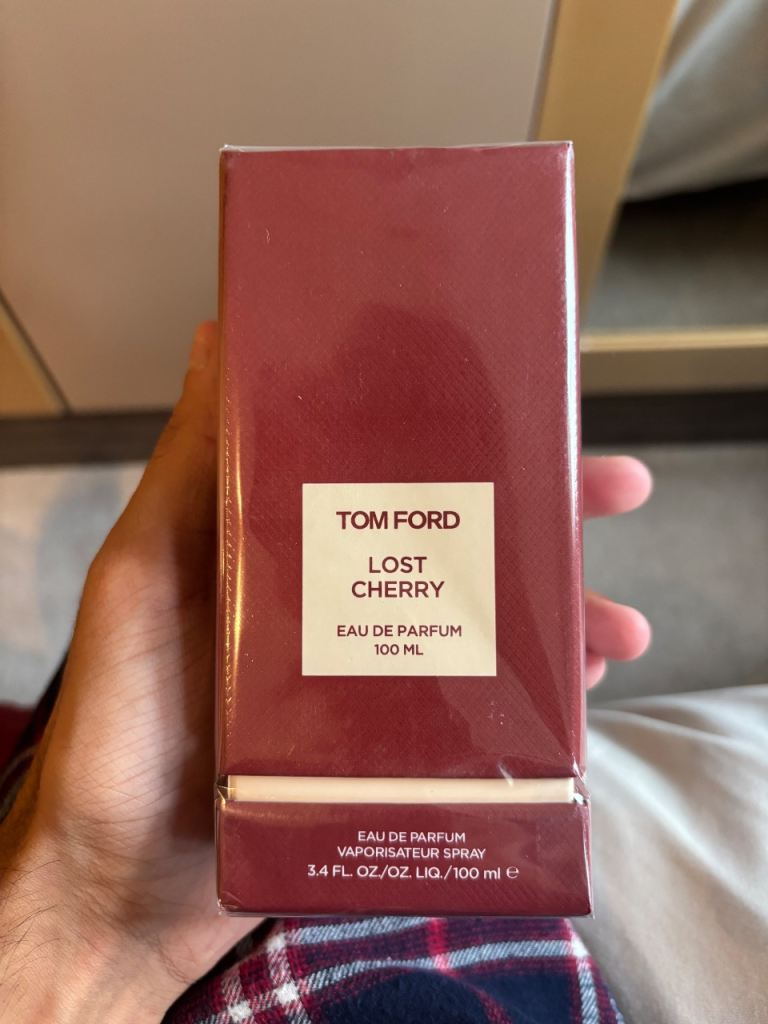 TOM FORD
LOST
CHERRY
EAU DE PARFUM
100 ML
EAU DE PARFUM
VAPORISATEUR SPRAY
3.4 FL. OZ./OZ. LIQ./100 ml ℮